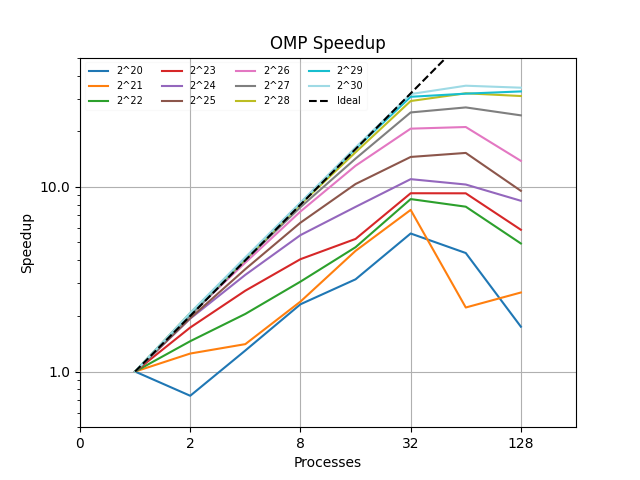 OMP Speedup
2^20 2^23 2^26 2^29
2^21 2^24 2^27 2^30
2^22 2^25 2^28 Ideal
10.0
1.0
Speedup
0 2 8 32 128
Processes